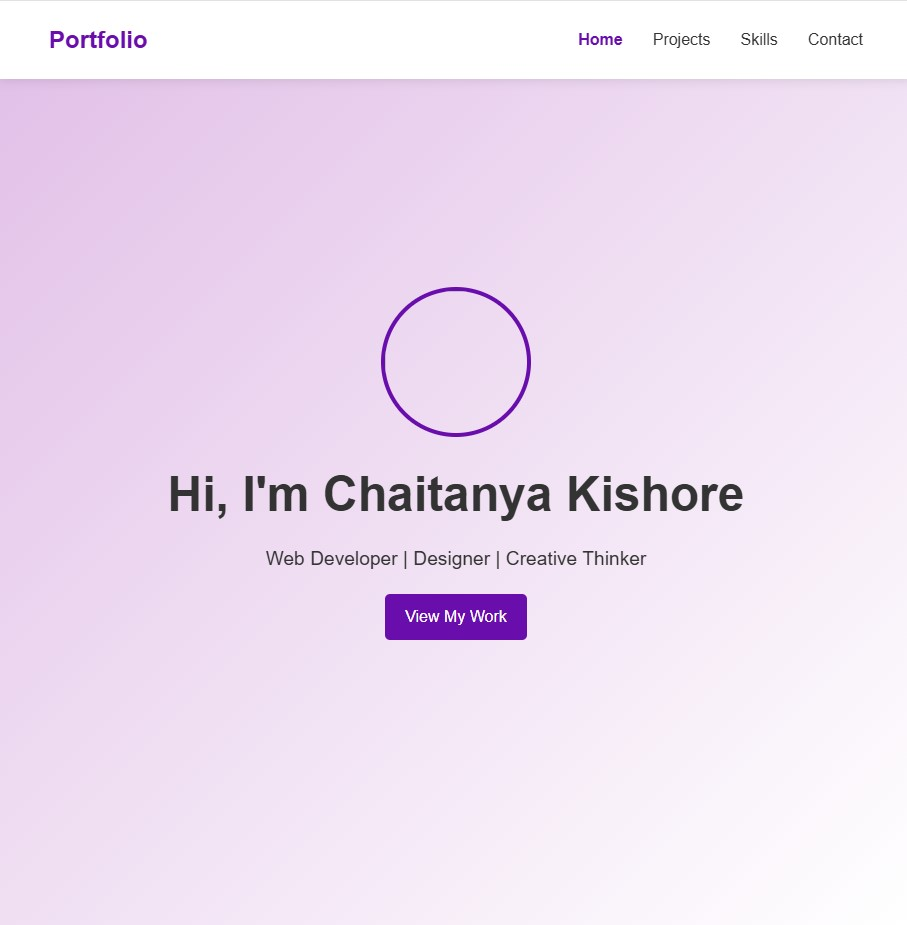 Portfolio
Home Projects Skills Contact
Hi, I'm Chaitanya Kishore
Web Developer | Designer | Creative Thinker
View My Work